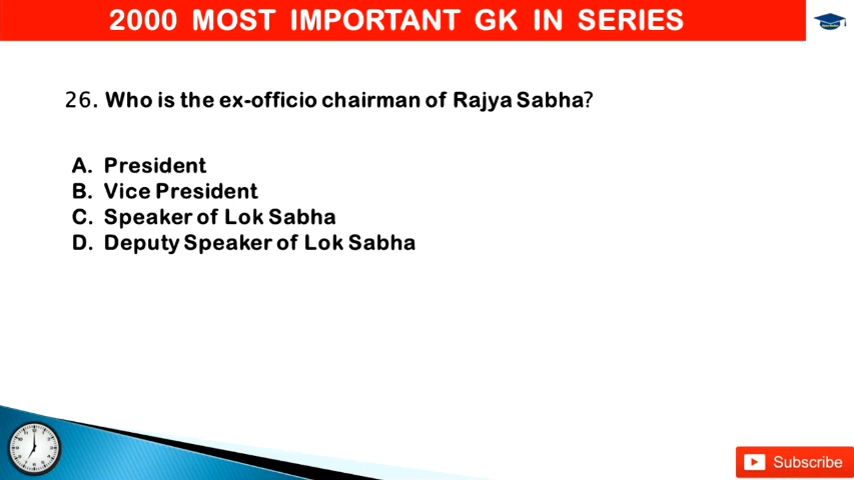 2000 MOST IMPORTANT GK IN SERIES
26. Who is the ex-officio chairman of Rajya Sabha?
A. President
B. Vice President
C. Speaker of Lok Sabha
D. Deputy Speaker of Lok Sabha
Subscribe